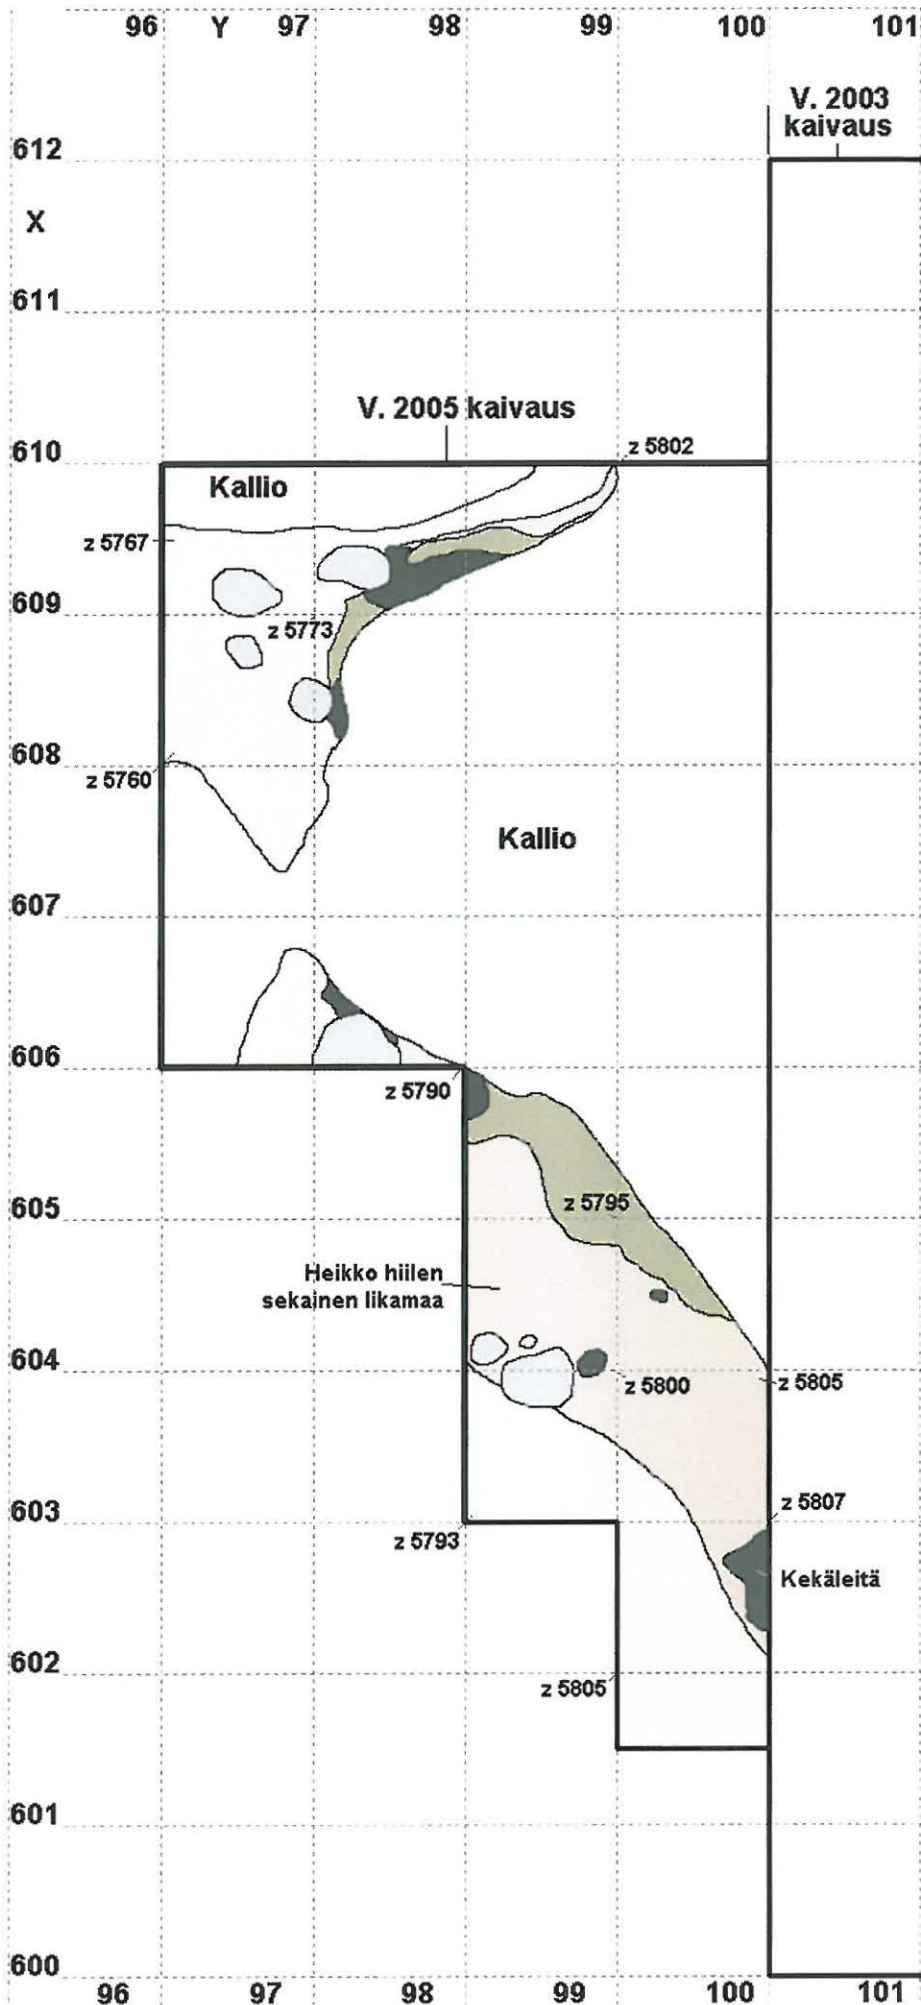 96 Y 97 98 99 100 101
V. 2003
kaivaus
612
X
611
V. 2005 kaivaus
610
z 5802
Kallio
z 5767
609
z 5773
608
z 5760
Kallio
607
606
z 5790
605
z 5795
Heikko hiilen
sekainen likamaa
604
z 5800
z 5805
z 5807
603
z 5793
Kekäleitä
602
z 5805
601
600
96 97 98 99 100 101